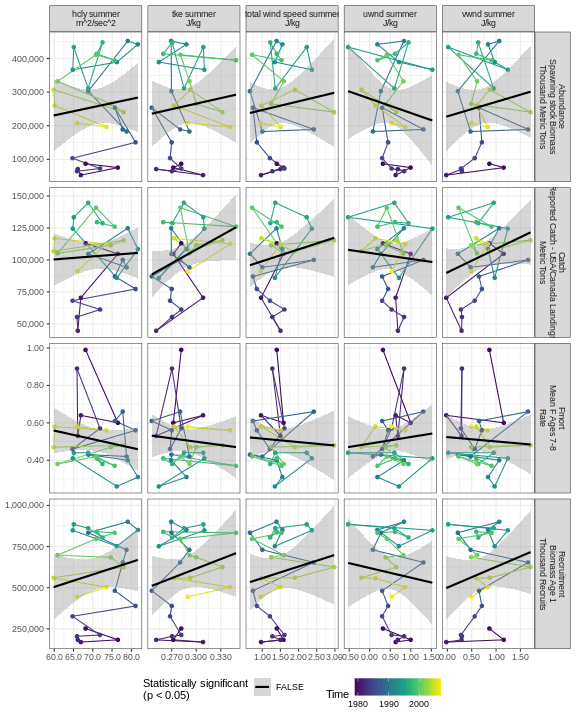 hcly summer
m^2/sec^2
tke summer
J/kg
total wind speed summer
J/kg
uwnd summer
J/kg
vwnd summer
J/kg
400,000
300,000
200,000
100,000
Abundance
Spawning stock Biomass
Thousand Metric Tons
150,000
125,000
100,000
75,000
50,000
Catch
Reported Catch - USA/Canada Landings
Metric Tons
1.00
0.80
0.60
0.40
Fmort
Mean F Ages 7-8
Rate
1,000,000
750,000
500,000
250,000
Recruitment
Biomass Age 1
Thousand Recruits
60.0 65.0 70.0 75.0 80.0
0.270 0.300 0.330
1.00 1.50 2.00 2.50 3.00
0.50 0.00 0.50 1.00 1.50
0.00 0.50 1.00 1.50
Statistically significant
(p < 0.05)
FALSE
Time
1980 1990 2000